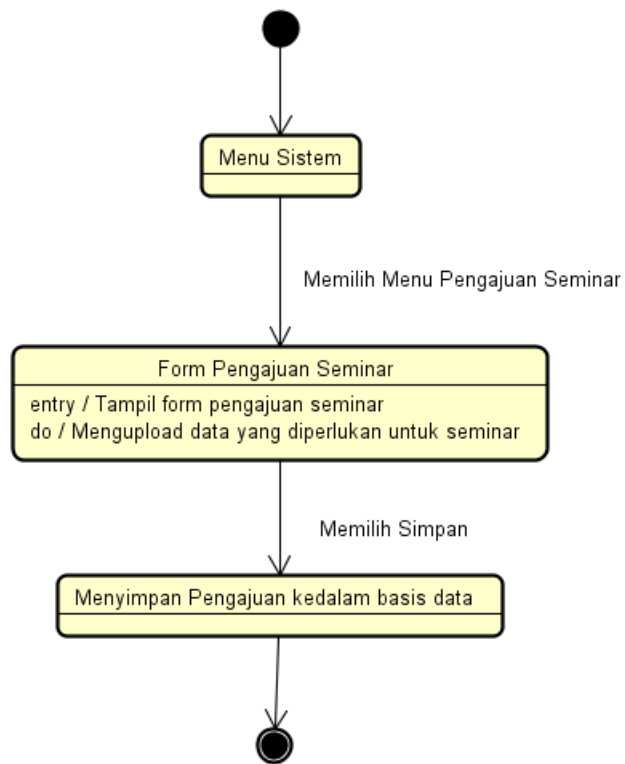 Menu Sistem
Memilih Menu Pengajuan Seminar
Form Pengajuan Seminar
entry / Tampil form pengajuan seminar
do / Mengupload data yang diperlukan untuk seminar
Memilih Simpan
Menyimpan Pengajuan kedalam basis data